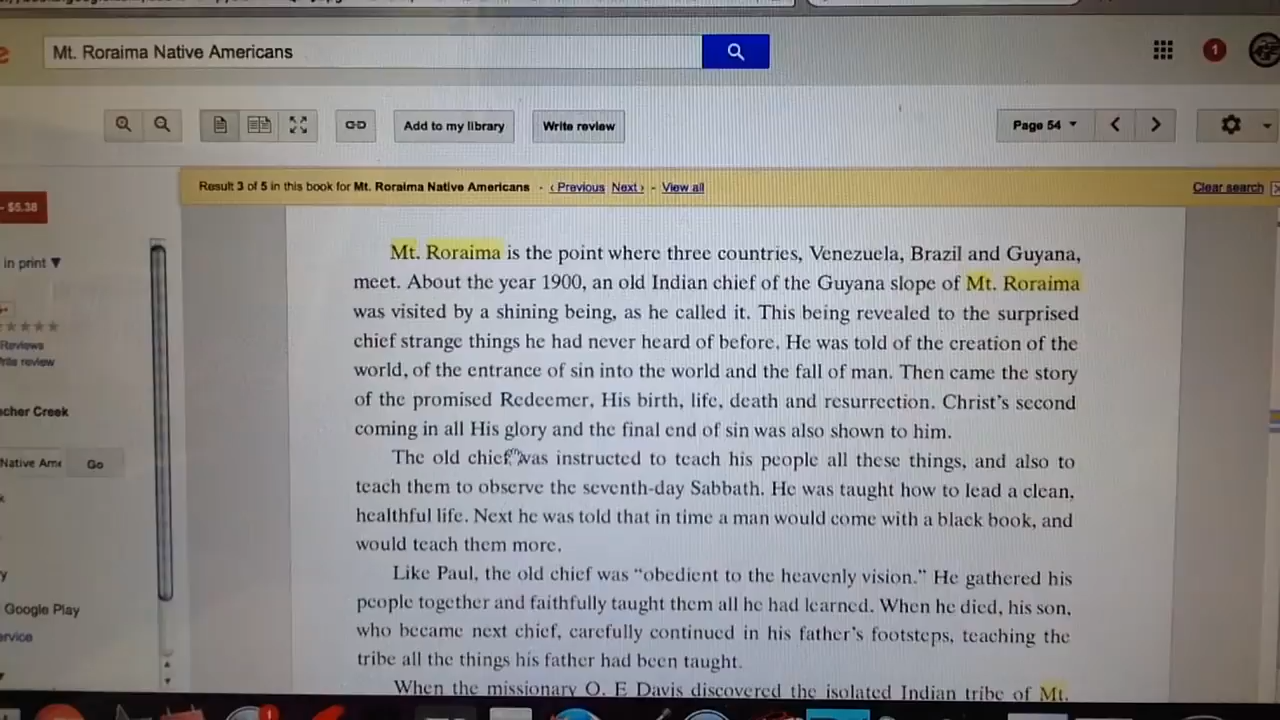 Mt. Roraima Native Americans
1
Add to my library
Write review
Page 54
Result 3 of 5 in this book for Mt. Roraima Native Americans - ‹ Previous Next › - View all
Clear search
- $5.38
in print ▼
Reviews
Write review
cher Creek
Native Ame
Go
Google Play
ervice
Mt. Roraima is the point where three countries, Venezuela, Brazil and Guyana,
meet. About the year 1900, an old Indian chief of the Guyana slope of Mt. Roraima
was visited by a shining being, as he called it. This being revealed to the surprised
chief strange things he had never heard of before. He was told of the creation of the
world, of the entrance of sin into the world and the fall of man. Then came the story
of the promised Redeemer, His birth, life, death and resurrection. Christ's second
coming in all His glory and the final end of sin was also shown to him.
The old chief was instructed to teach his people all these things, and also to
teach them to observe the seventh-day Sabbath. He was taught how to lead a clean,
healthful life. Next he was told that in time a man would come with a black book, and
would teach them more.
Like Paul, the old chief was "obedient to the heavenly vision." He gathered his
people together and faithfully taught them all he had learned. When he died, his son,
who became next chief, carefully continued in his father's footsteps, teaching the
tribe all the things his father had been taught.
When the missionary O. E Davis discovered the isolated Indian tribe of Mt.